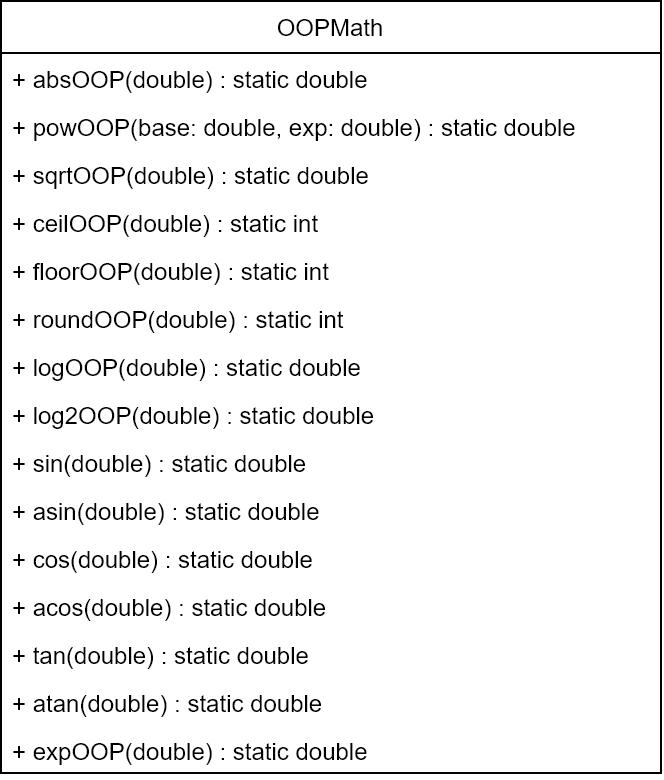 OOPMath
+ absOOP(double) : static double
+ powOOP(base: double, exp: double) : static double
+ sqrtOOP(double) : static double
+ ceilOOP(double) : static int
+ floorOOP(double) : static int
+ roundOOP(double) : static int
+ logOOP(double) : static double
+ log2OOP(double) : static double
+ sin(double) : static double
+ asin(double) : static double
+ cos(double) : static double
+ acos(double) : static double
+ tan(double) : static double
+ atan(double) : static double
+ expOOP(double) : static double